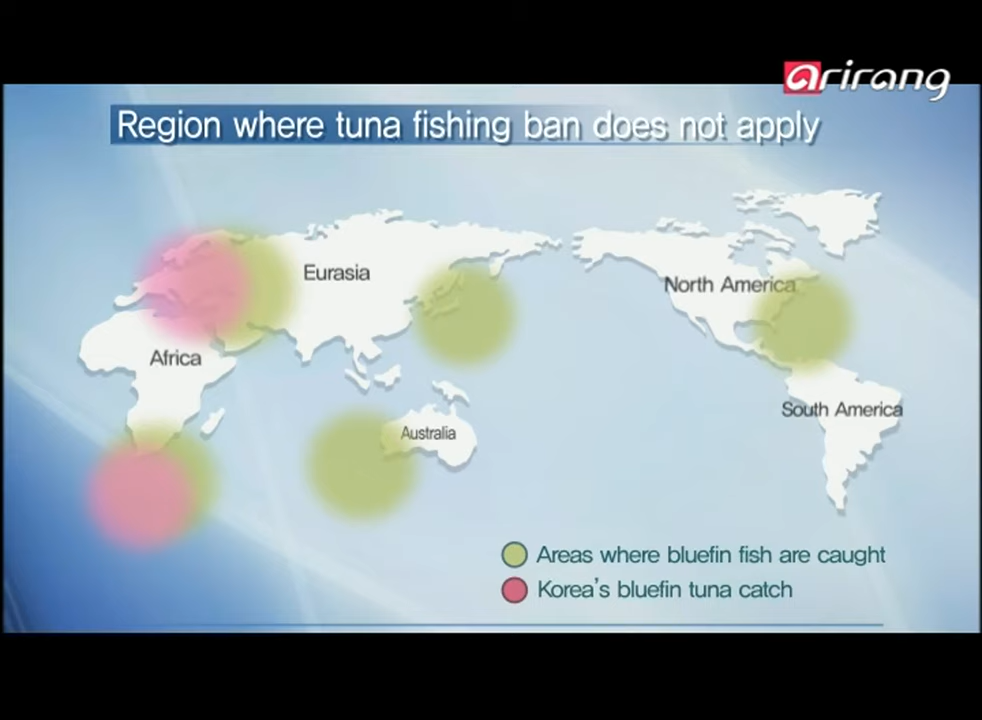 arirang
Region where tuna fishing ban does not apply
Eurasia
North America
Africa
South America
Australia
Areas where bluefin fish are caught
Korea's bluefin tuna catch